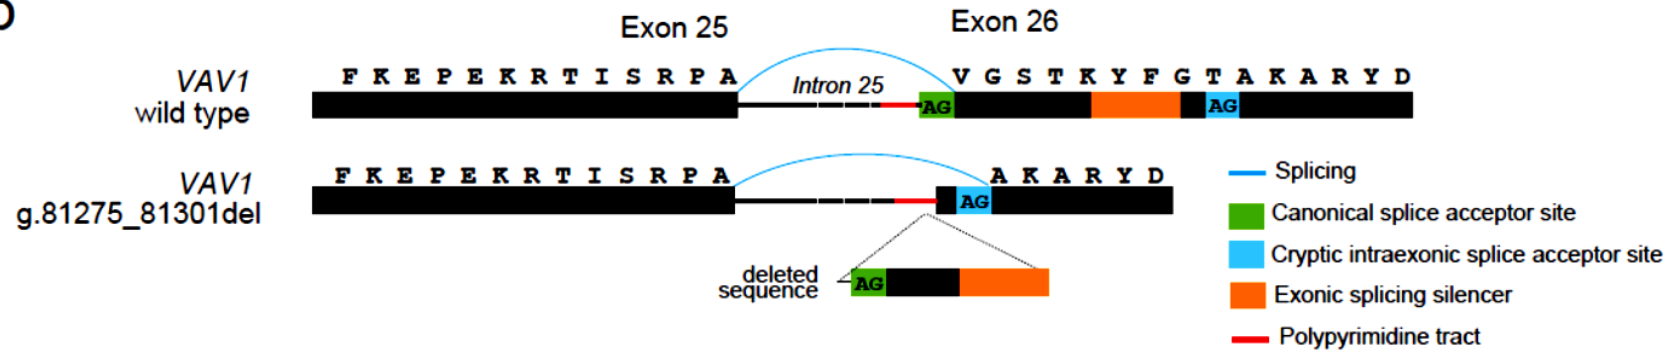 b
Exon 25
Exon 26
VAV1
wild type
F K E P E K R T I S R P A
Intron 25
V G S T K Y F G T A K A R Y D
AG
AG
VAV1
g.81275_81301del
F K E P E K R T I S R P A
A K A R Y D
AG
deleted
sequence
AG
Splicing
Canonical splice acceptor site
Cryptic intraexonic splice acceptor site
Exonic splicing silencer
Polypyrimidine tract